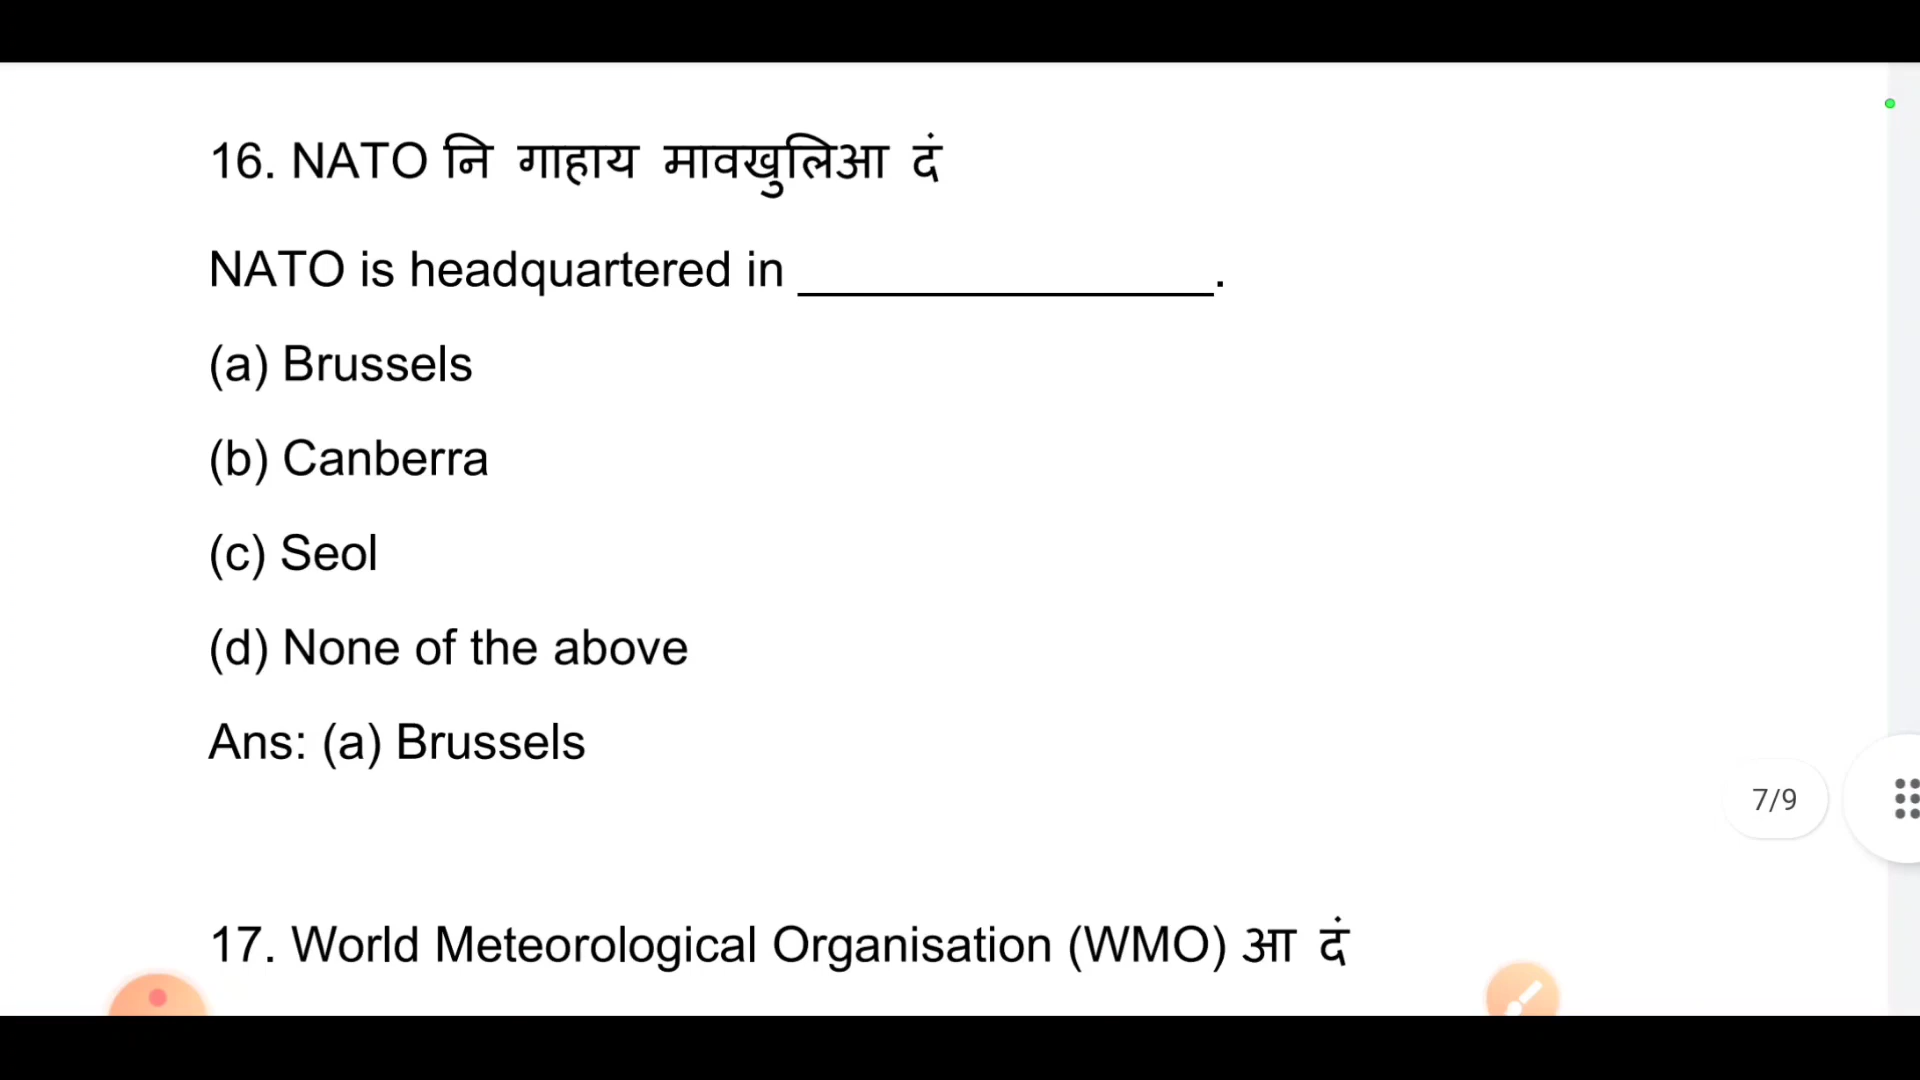 16. NATO नि गाहाय मावखुलिआ दं
NATO is headquartered in ________________.
(a) Brussels
(b) Canberra
(c) Seol
(d) None of the above
Ans: (a) Brussels
7/9
17. World Meteorological Organisation (WMO) आ दं